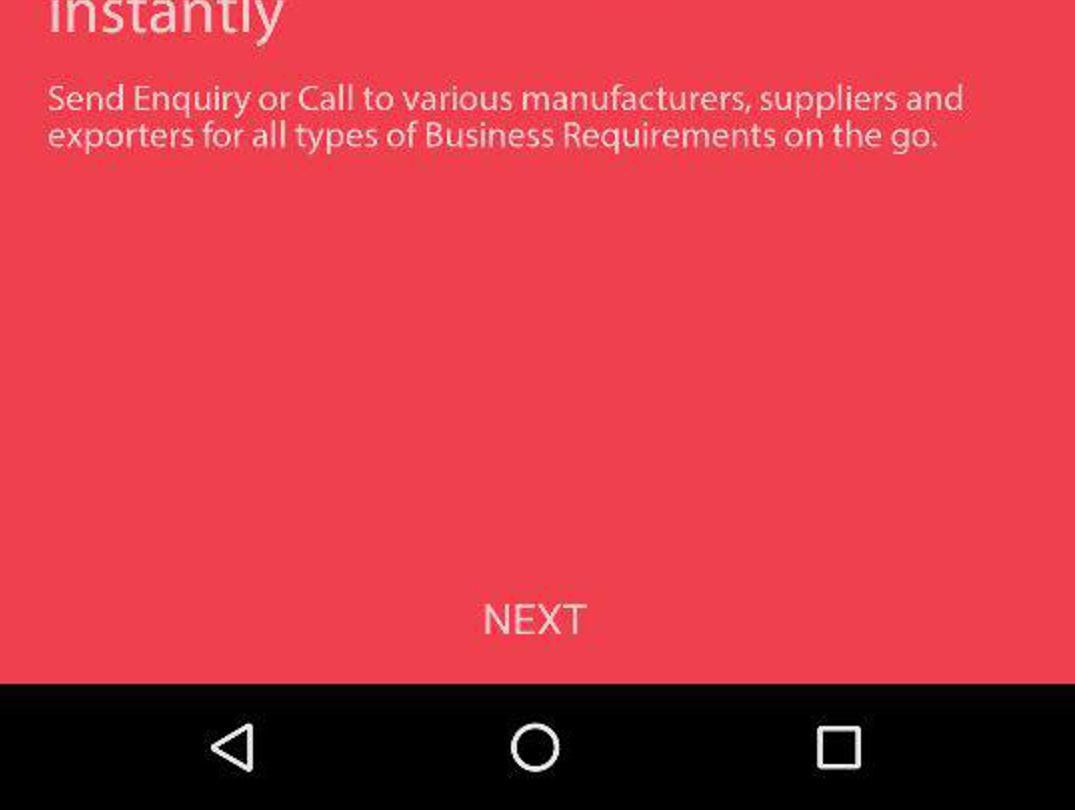 instantly
Send Enquiry or Call to various manufacturers, suppliers and
exporters for all types of Business Requirements on the go.
NEXT